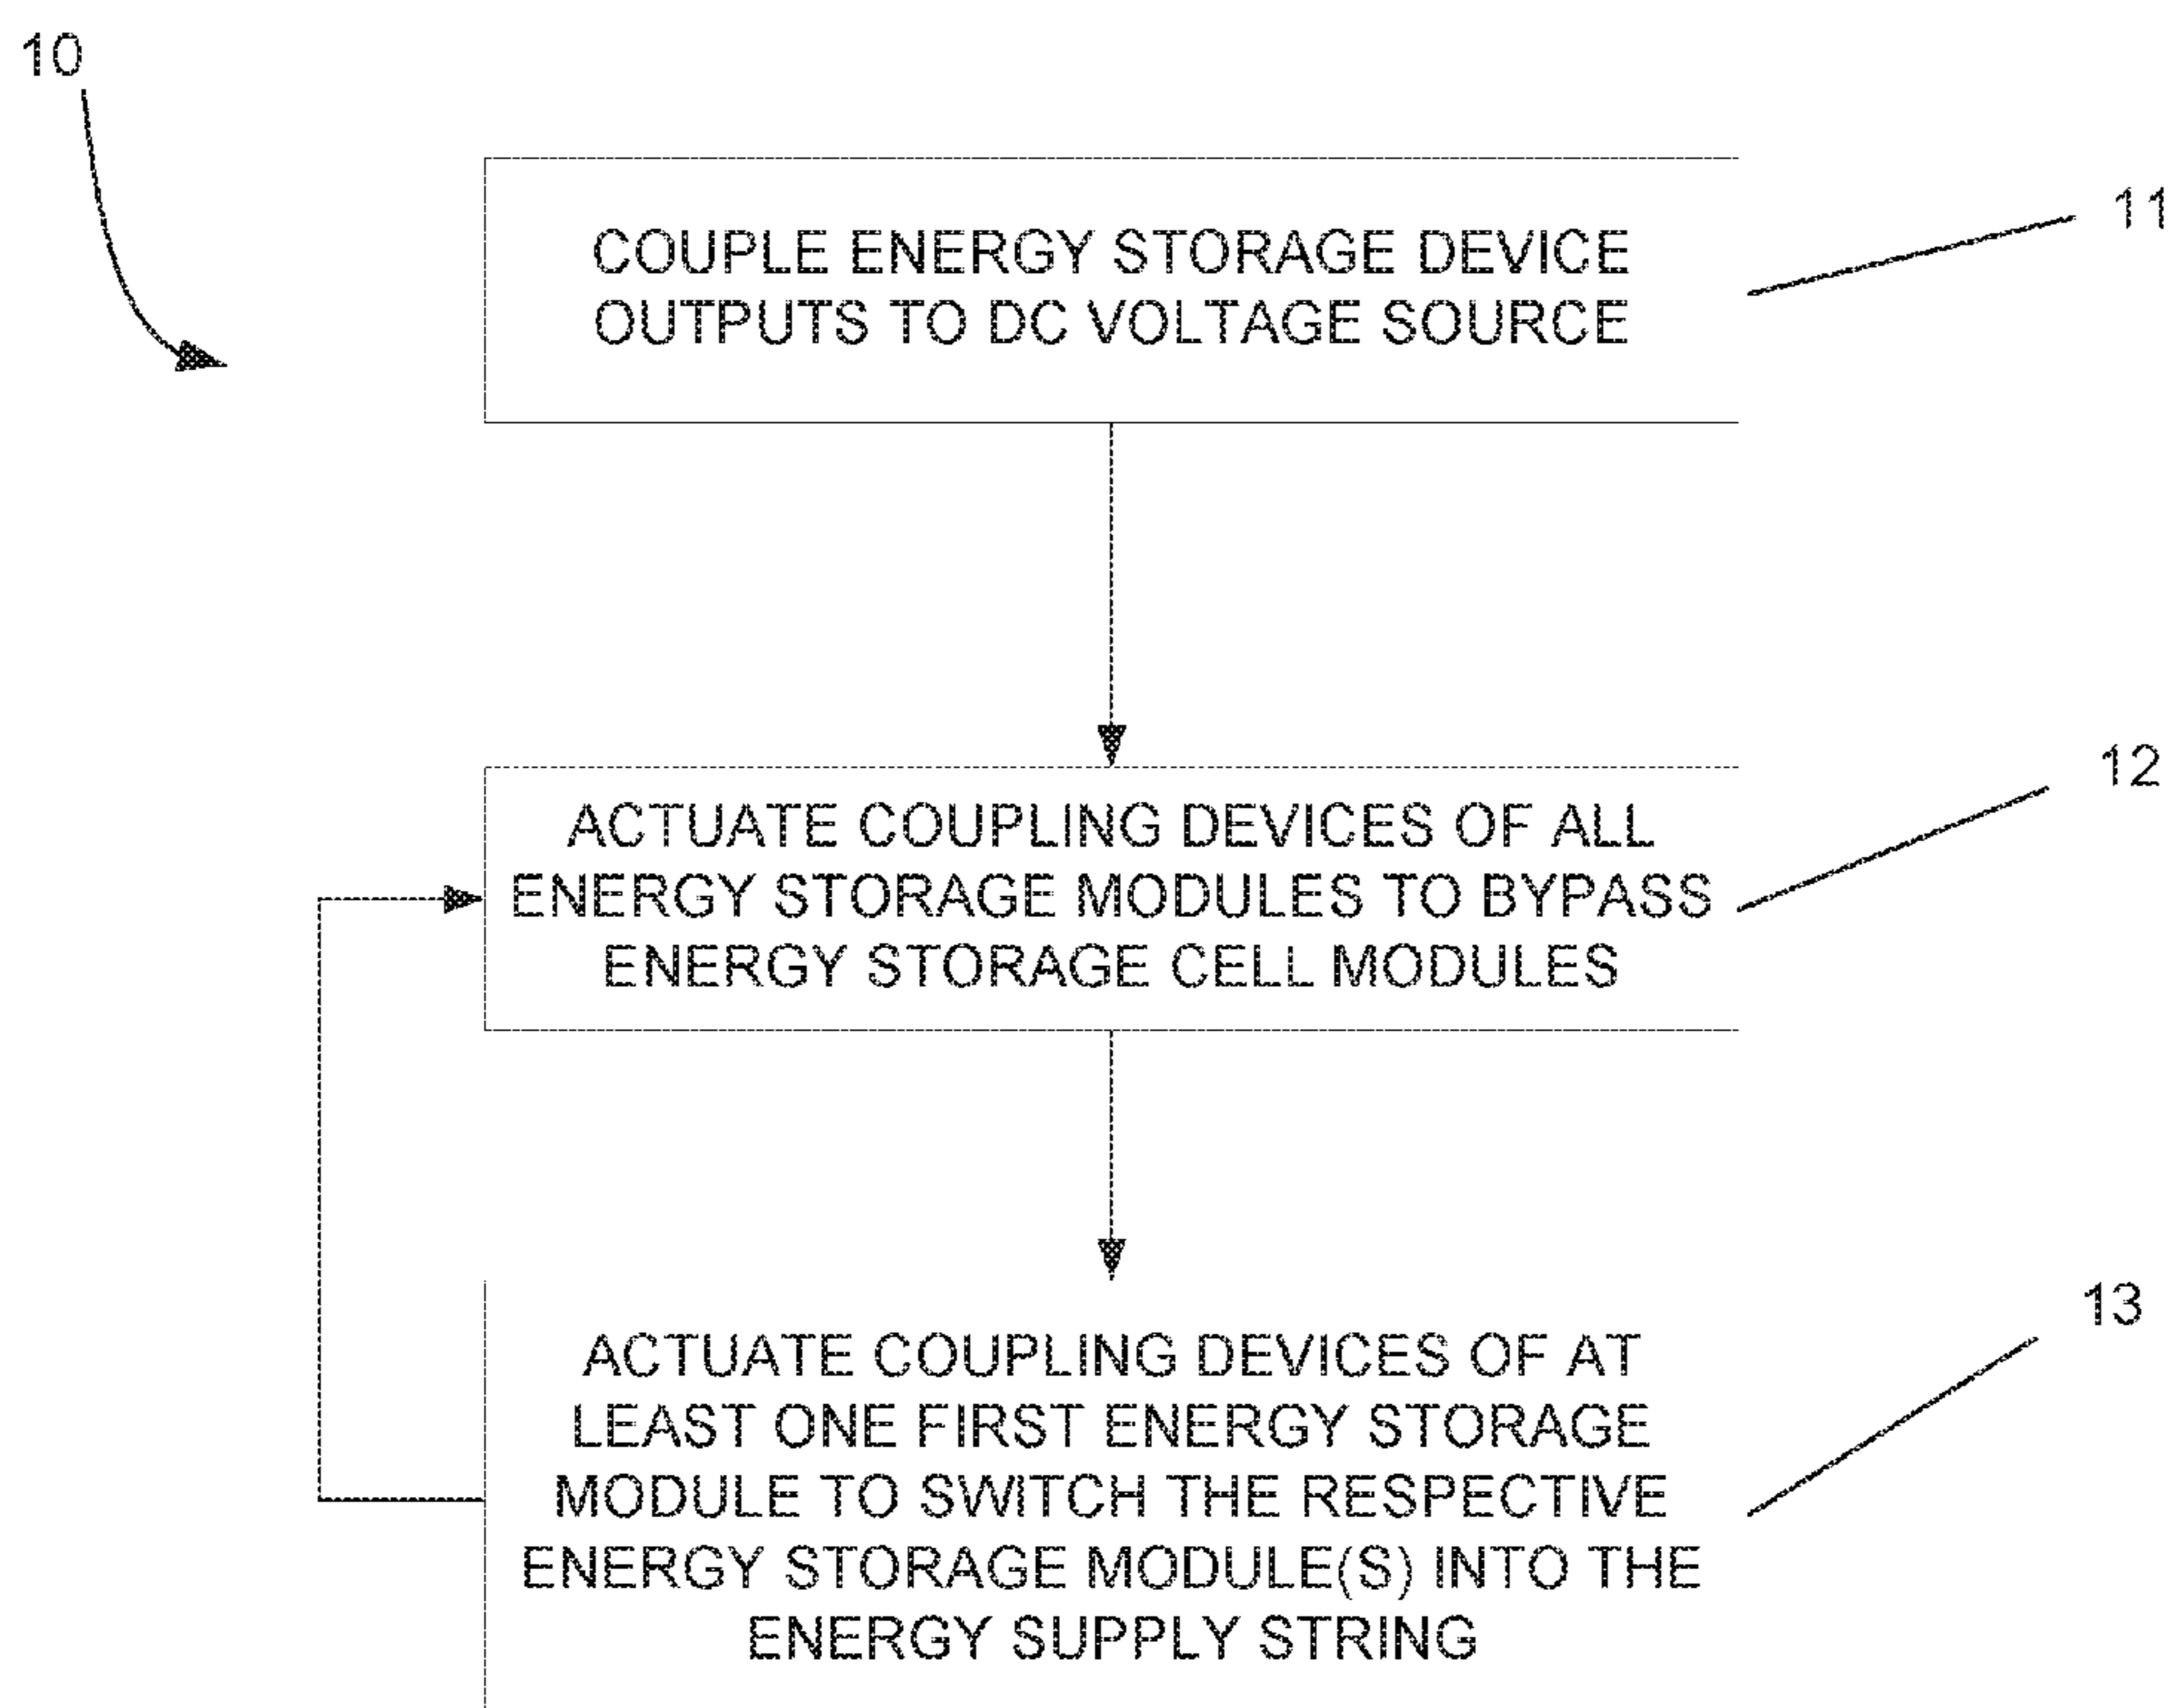 10
COUPLE ENERGY STORAGE DEVICE
OUTPUTS TO DC VOLTAGE SOURCE
11
ACTUATE COUPLING DEVICES OF ALL
ENERGY STORAGE MODULES TO BYPASS
ENERGY STORAGE CELL MODULES
12
ACTUATE COUPLING DEVICES OF AT
LEAST ONE FIRST ENERGY STORAGE
MODULE TO SWITCH THE RESPECTIVE
ENERGY STORAGE MODULE(S) INTO THE
ENERGY SUPPLY STRING
13